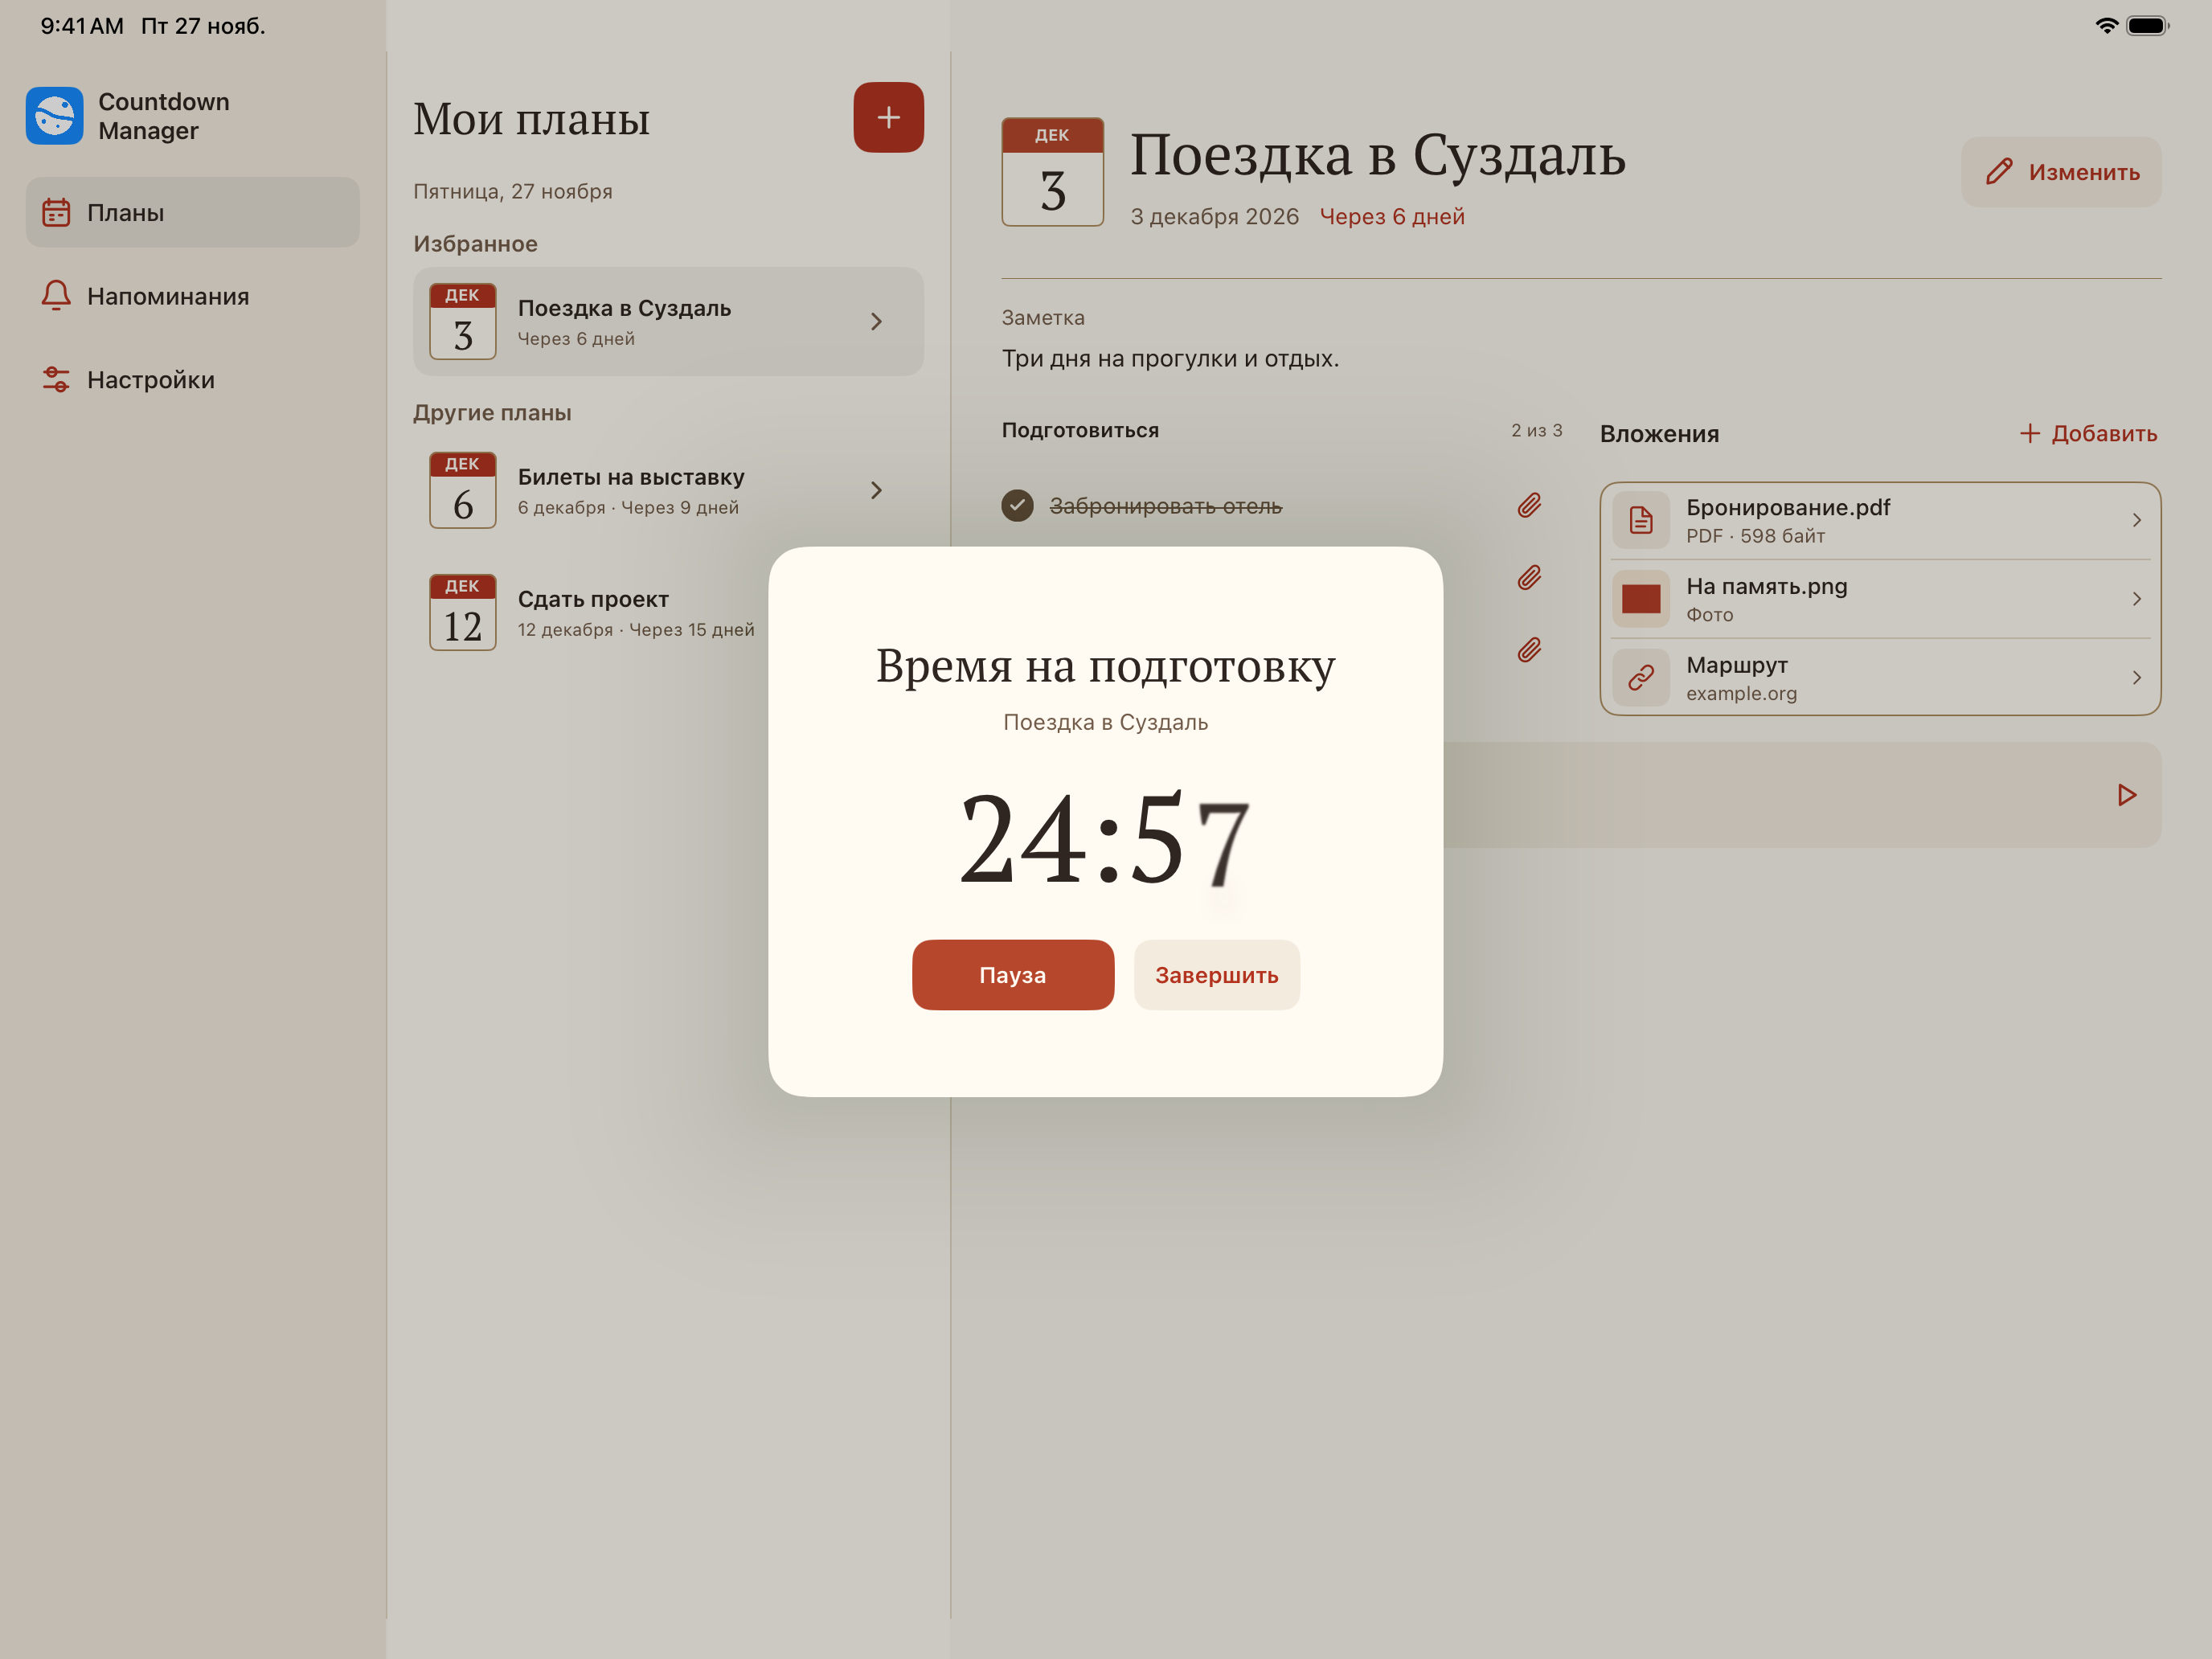 9:41 AM Пт 27 нояб.
Countdown
Manager
Планы
Напоминания
Настройки
Мои планы
Пятница, 27 ноября
Избранное
ДЕК
3
Поездка в Суздаль
Через 6 дней
Другие планы
ДЕК
6
Билеты на выставку
6 декабря · Через 9 дней
ДЕК
12
Сдать проект
12 декабря · Через 15 дней
ДЕК
3
Поездка в Суздаль
3 декабря 2026 Через 6 дней
Изменить
Заметка
Три дня на прогулки и отдых.
Подготовиться
2 из 3
Забронировать отель
Вложения
Добавить
Бронирование.pdf
PDF · 598 байт
На память.png
Фото
Маршрут
example.org
Время на подготовку
Поездка в Суздаль
24:57
Пауза
Завершить